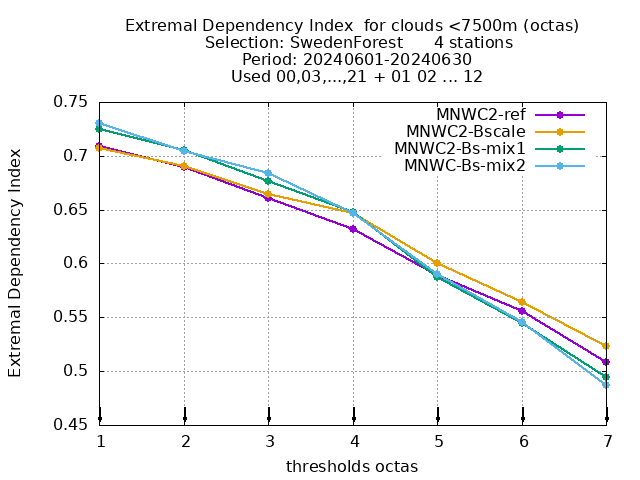 Extremal Dependency Index  for clouds <7500m (octas)
Selection: SwedenForest      4 stations
Period: 20240601-20240630
Used 00,03,...,21 + 01 02 ... 12
MNWC2-ref
MNWC2-Bscale
MNWC2-Bs-mix1
MNWC-Bs-mix2
Extremal Dependency Index
0.75
0.7
0.65
0.6
0.55
0.5
0.45
1 2 3 4 5 6 7
thresholds octas